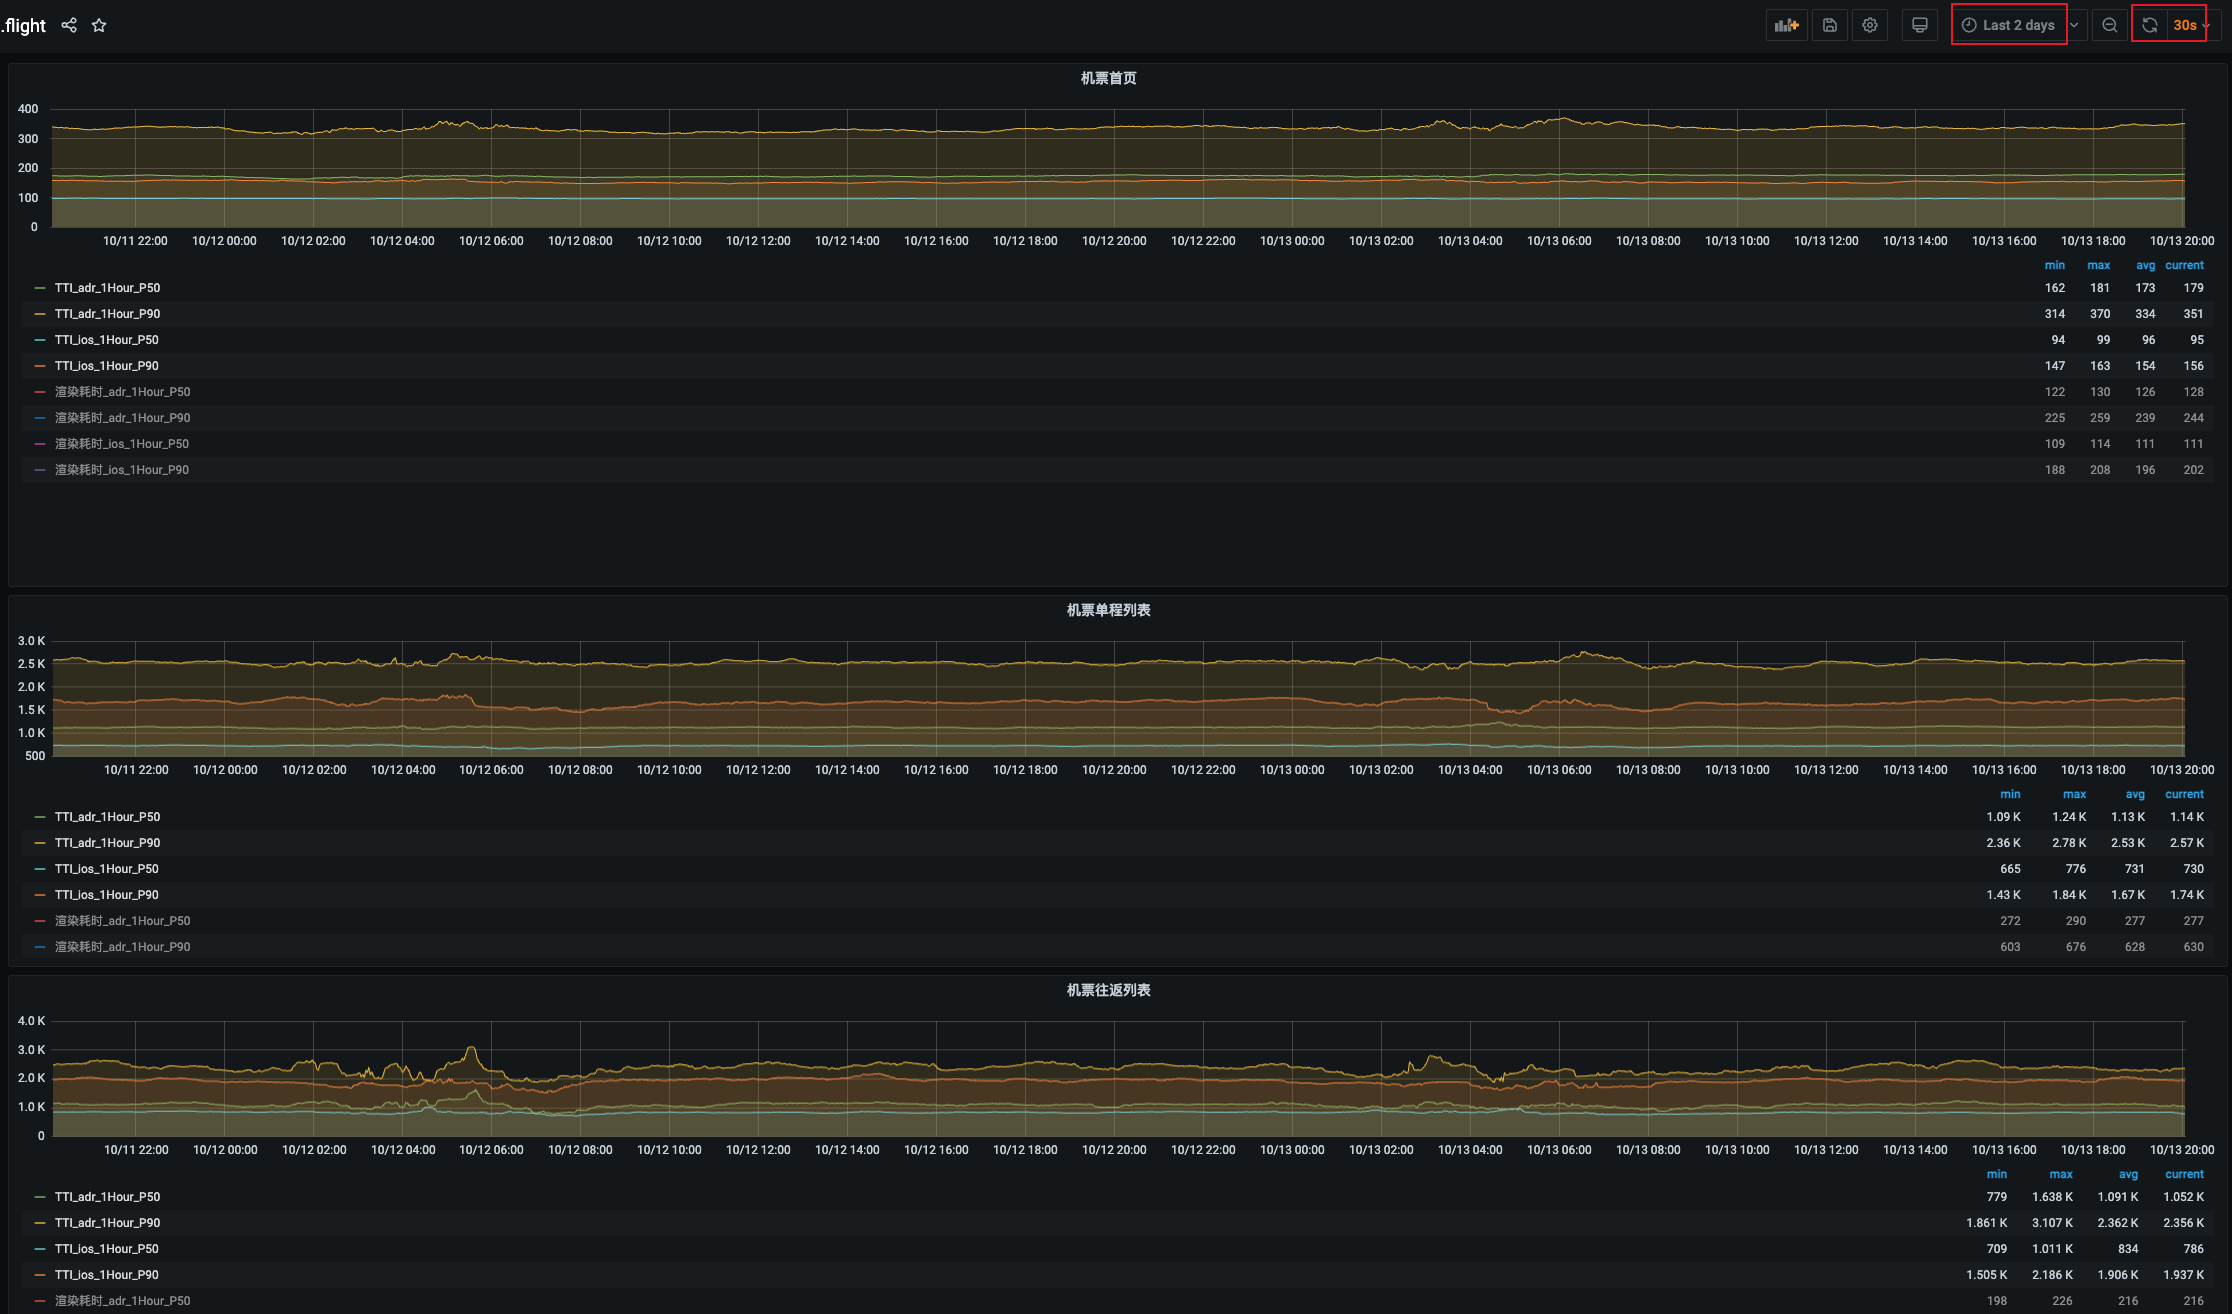 .flight
Last 2 days
30s
机票首页
400
300
200
100
0
10/11 22:00 10/12 00:00 10/12 02:00 10/12 04:00 10/12 06:00 10/12 08:00 10/12 10:00 10/12 12:00 10/12 14:00 10/12 16:00 10/12 18:00 10/12 20:00 10/12 22:00 10/13 00:00 10/13 02:00 10/13 04:00 10/13 06:00 10/13 08:00 10/13 10:00 10/13 12:00 10/13 14:00 10/13 16:00 10/13 18:00 10/13 20:00
min max avg current
TTI_adr_1Hour_P50 162 181 173 179
TTI_adr_1Hour_P90 314 370 334 351
TTI_ios_1Hour_P50 94 99 96 95
TTI_ios_1Hour_P90 147 163 154 156
渲染耗时_adr_1Hour_P50 122 130 126 128
渲染耗时_adr_1Hour_P90 225 259 239 244
渲染耗时_ios_1Hour_P50 109 114 111 111
渲染耗时_ios_1Hour_P90 188 208 196 202
机票单程列表
3.0 K
2.5 K
2.0 K
1.5 K
1.0 K
500
10/11 22:00 10/12 00:00 10/12 02:00 10/12 04:00 10/12 06:00 10/12 08:00 10/12 10:00 10/12 12:00 10/12 14:00 10/12 16:00 10/12 18:00 10/12 20:00 10/12 22:00 10/13 00:00 10/13 02:00 10/13 04:00 10/13 06:00 10/13 08:00 10/13 10:00 10/13 12:00 10/13 14:00 10/13 16:00 10/13 18:00 10/13 20:00
min max avg current
TTI_adr_1Hour_P50 1.09 K 1.24 K 1.13 K 1.14 K
TTI_adr_1Hour_P90 2.36 K 2.78 K 2.53 K 2.57 K
TTI_ios_1Hour_P50 665 776 731 730
TTI_ios_1Hour_P90 1.43 K 1.84 K 1.67 K 1.74 K
渲染耗时_adr_1Hour_P50 272 290 277 277
渲染耗时_adr_1Hour_P90 603 676 628 630
机票往返列表
4.0 K
3.0 K
2.0 K
1.0 K
0
10/11 22:00 10/12 00:00 10/12 02:00 10/12 04:00 10/12 06:00 10/12 08:00 10/12 10:00 10/12 12:00 10/12 14:00 10/12 16:00 10/12 18:00 10/12 20:00 10/12 22:00 10/13 00:00 10/13 02:00 10/13 04:00 10/13 06:00 10/13 08:00 10/13 10:00 10/13 12:00 10/13 14:00 10/13 16:00 10/13 18:00 10/13 20:00
min max avg current
TTI_adr_1Hour_P50 779 1.638 K 1.091 K 1.052 K
TTI_adr_1Hour_P90 1.861 K 3.107 K 2.362 K 2.356 K
TTI_ios_1Hour_P50 709 1.011 K 834 786
TTI_ios_1Hour_P90 1.505 K 2.186 K 1.906 K 1.937 K
渲染耗时_adr_1Hour_P50 198 226 216 216